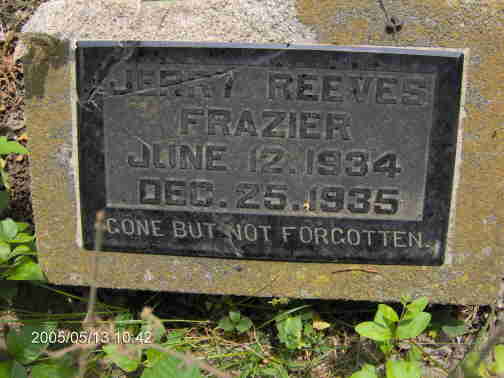 JERRY REEVES
FRAZIER
JUNE 12. 1934
DEC. 25. 1935
GONE BUT NOT FORGOTTEN.
2005/05/13 10:42